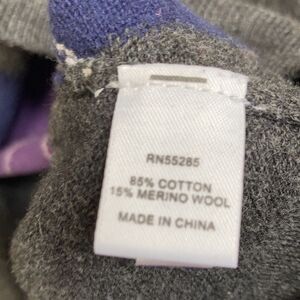 RN55285
85% COTTON
15% MERINO WOOL
MADE IN CHINA